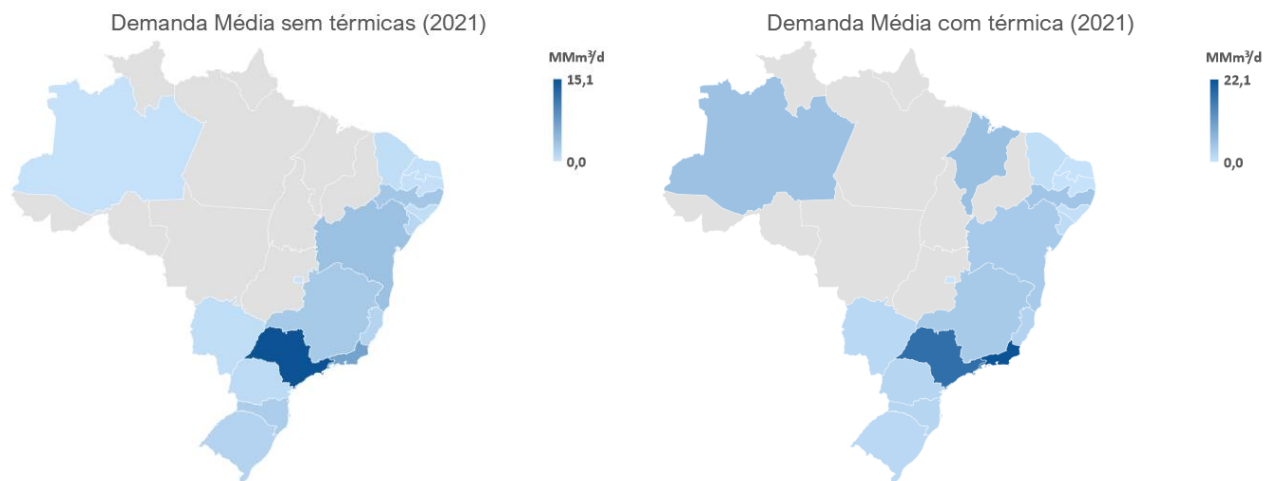 Demanda Média sem térmicas (2021)
MMm³/d
15,1
0,0
Demanda Média com térmica (2021)
MMm³/d
22,1
0,0